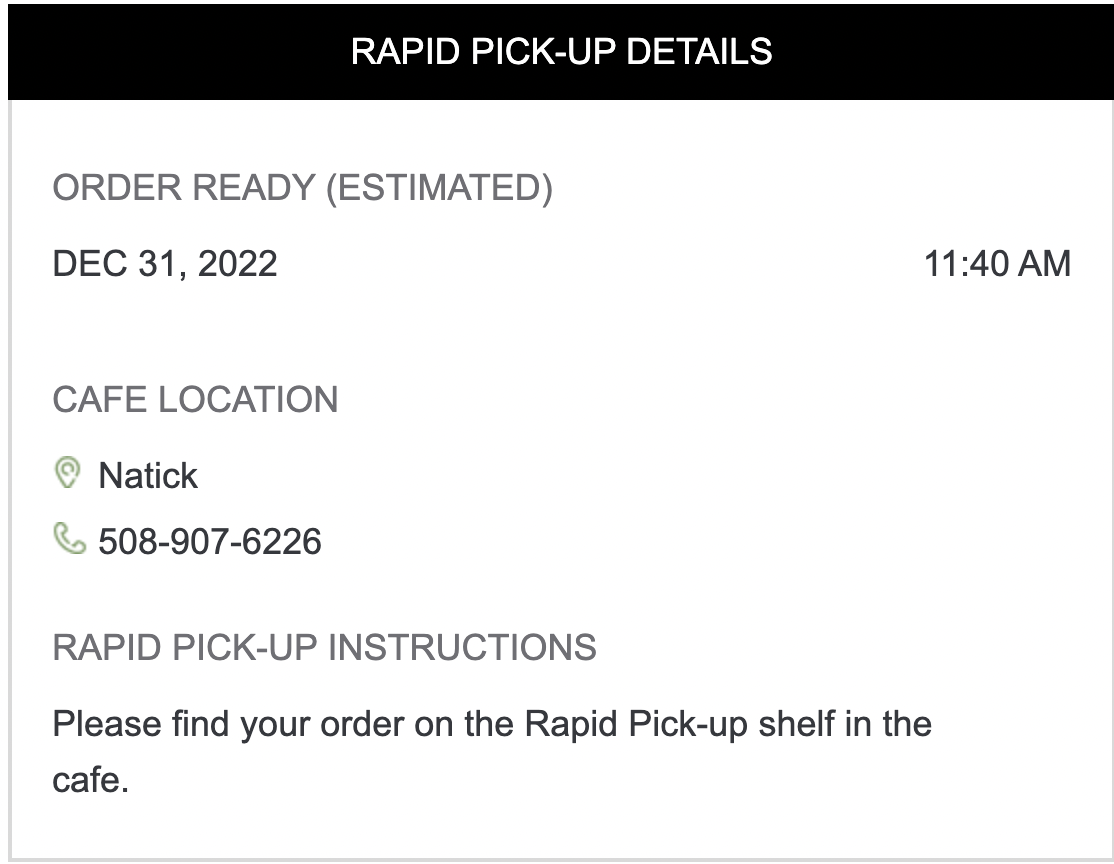 RAPID PICK-UP DETAILS
ORDER READY (ESTIMATED)
DEC 31, 2022 11:40 AM
CAFE LOCATION
Natick
508-907-6226
RAPID PICK-UP INSTRUCTIONS
Please find your order on the Rapid Pick-up shelf in the
cafe.